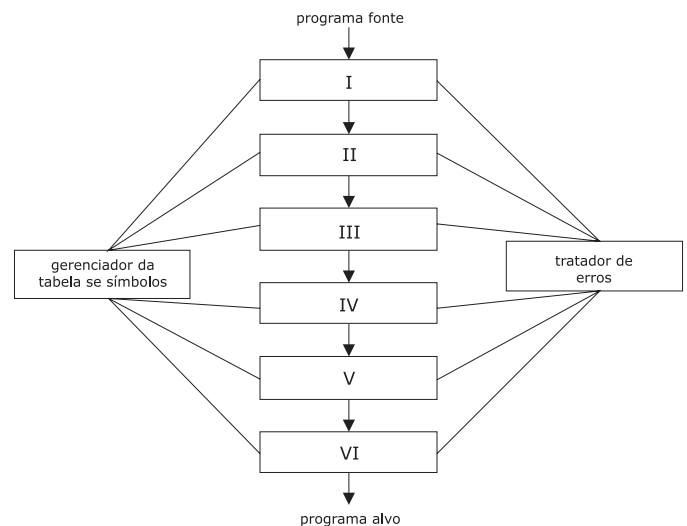 programa fonte
I
II
III
gerenciador da
tabela se símbolos
tratador de
erros
IV
V
VI
programa alvo